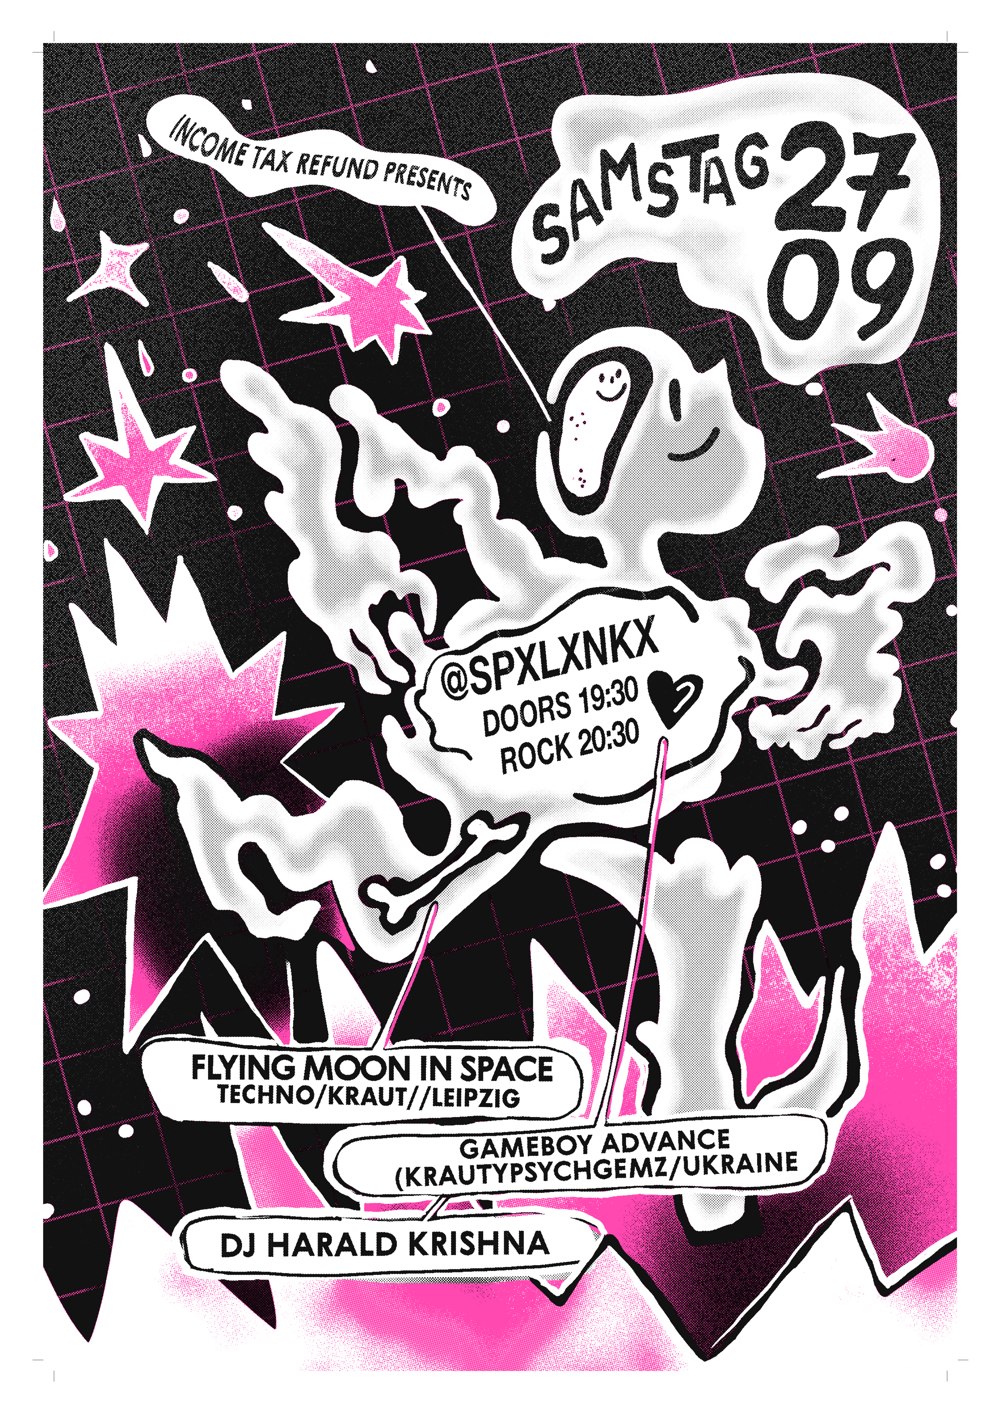 INCOME TAX REFUND PRESENTS
SAMSTAG 27
09
@SPXLXNKX
DOORS 19:30
ROCK 20:30
FLYING MOON IN SPACE
TECHNO/KRAUT//LEIPZIG
GAMEBOY ADVANCE
(KRAUTYPSYCHGEMZ/UKRAINE
DJ HARALD KRISHNA